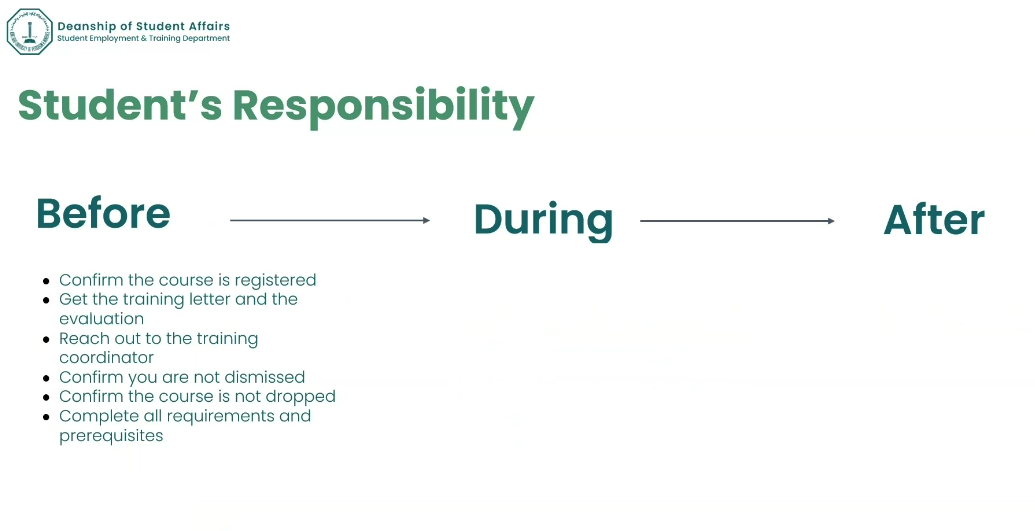 Deanship of Student Affairs
Student Employment & Training Department
Student’s Responsibility
Before
During
After
Confirm the course is registered
Get the training letter and the
evaluation
Reach out to the training
coordinator
Confirm you are not dismissed
Confirm the course is not dropped
Complete all requirements and
prerequisites